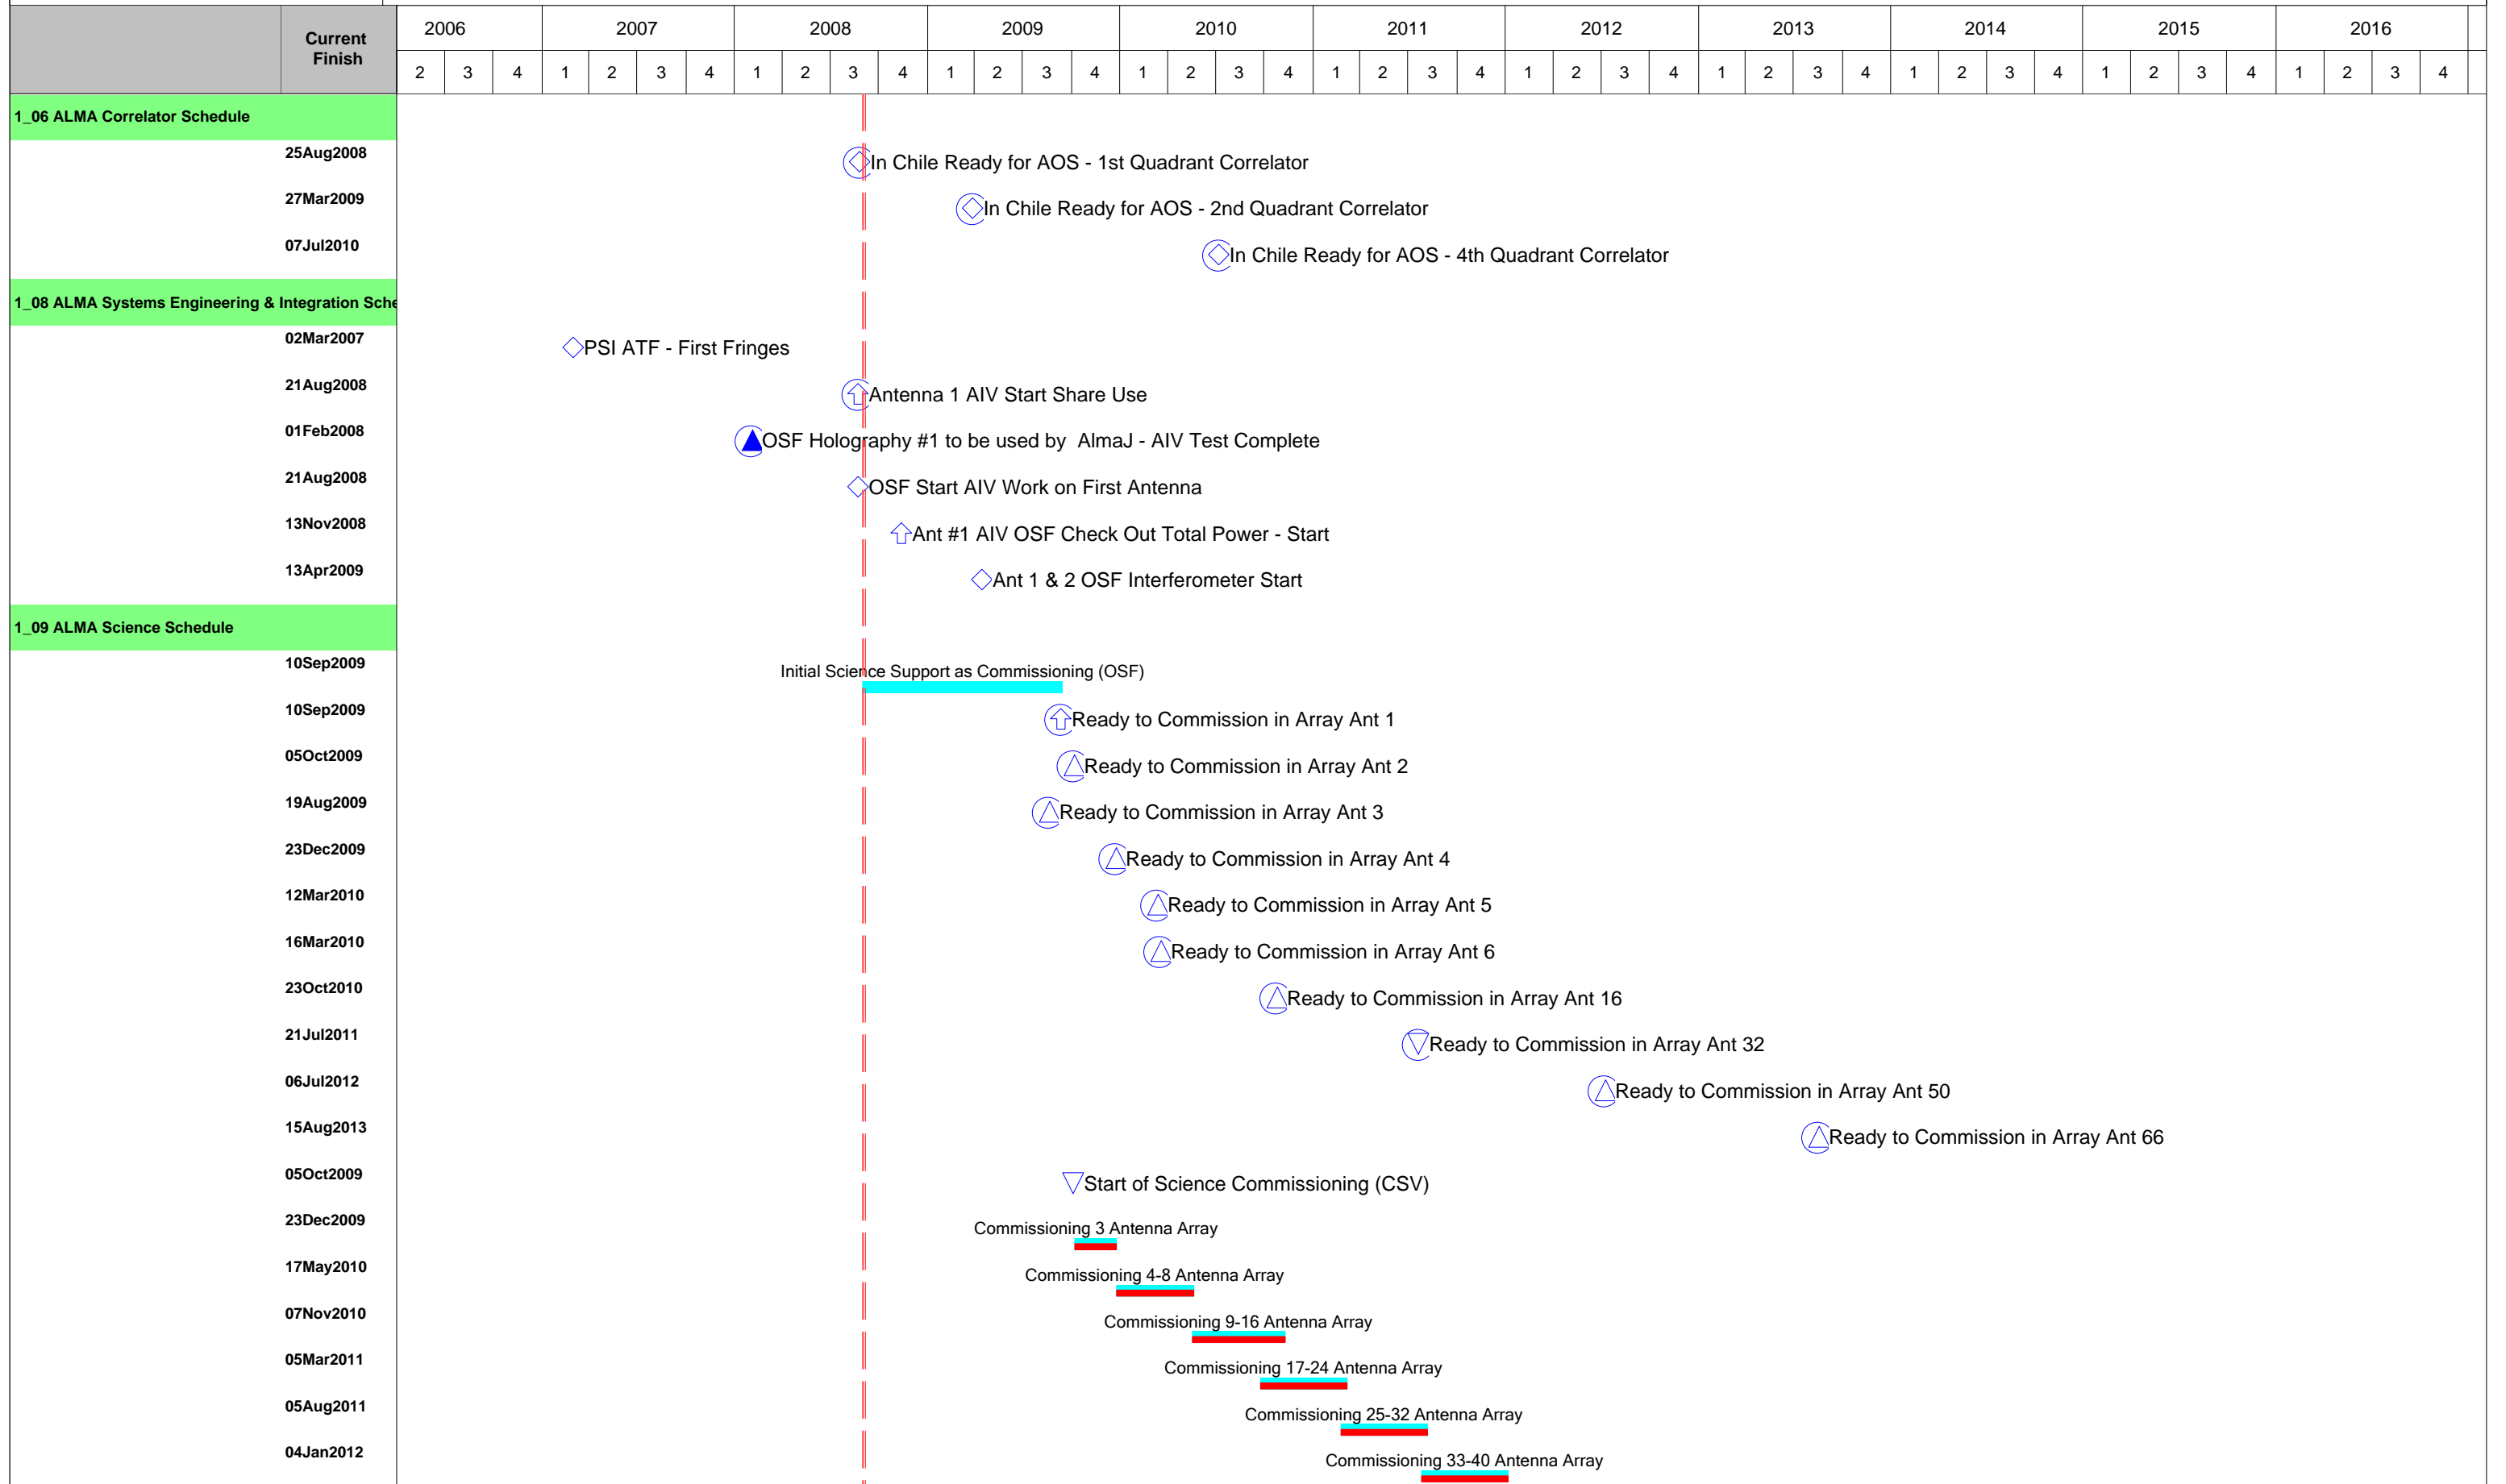 Current
Finish
2006 2007 2008 2009 2010 2011 2012 2013 2014 2015 2016
2 3 4 1 2 3 4 1 2 3 4 1 2 3 4 1 2 3 4 1 2 3 4 1 2 3 4 1 2 3 4 1 2 3 4 1 2 3 4 1 2 3 4
1_06 ALMA Correlator Schedule
25Aug2008 In Chile Ready for AOS - 1st Quadrant Correlator
27Mar2009 In Chile Ready for AOS - 2nd Quadrant Correlator
07Jul2010 In Chile Ready for AOS - 4th Quadrant Correlator
1_08 ALMA Systems Engineering & Integration Sche
02Mar2007 PSI ATF - First Fringes
21Aug2008 Antenna 1 AIV Start Share Use
01Feb2008 OSF Holography #1 to be used by AlmaJ - AIV Test Complete
21Aug2008 OSF Start AIV Work on First Antenna
13Nov2008 Ant #1 AIV OSF Check Out Total Power - Start
13Apr2009 Ant 1 & 2 OSF Interferometer Start
1_09 ALMA Science Schedule
10Sep2009 Initial Science Support as Commissioning (OSF)
10Sep2009 Ready to Commission in Array Ant 1
05Oct2009 Ready to Commission in Array Ant 2
19Aug2009 Ready to Commission in Array Ant 3
23Dec2009 Ready to Commission in Array Ant 4
12Mar2010 Ready to Commission in Array Ant 5
16Mar2010 Ready to Commission in Array Ant 6
23Oct2010 Ready to Commission in Array Ant 16
21Jul2011 Ready to Commission in Array Ant 32
06Jul2012 Ready to Commission in Array Ant 50
15Aug2013 Ready to Commission in Array Ant 66
05Oct2009 Start of Science Commissioning (CSV)
23Dec2009 Commissioning 3 Antenna Array
17May2010 Commissioning 4-8 Antenna Array
07Nov2010 Commissioning 9-16 Antenna Array
05Mar2011 Commissioning 17-24 Antenna Array
05Aug2011 Commissioning 25-32 Antenna Array
04Jan2012 Commissioning 33-40 Antenna Array